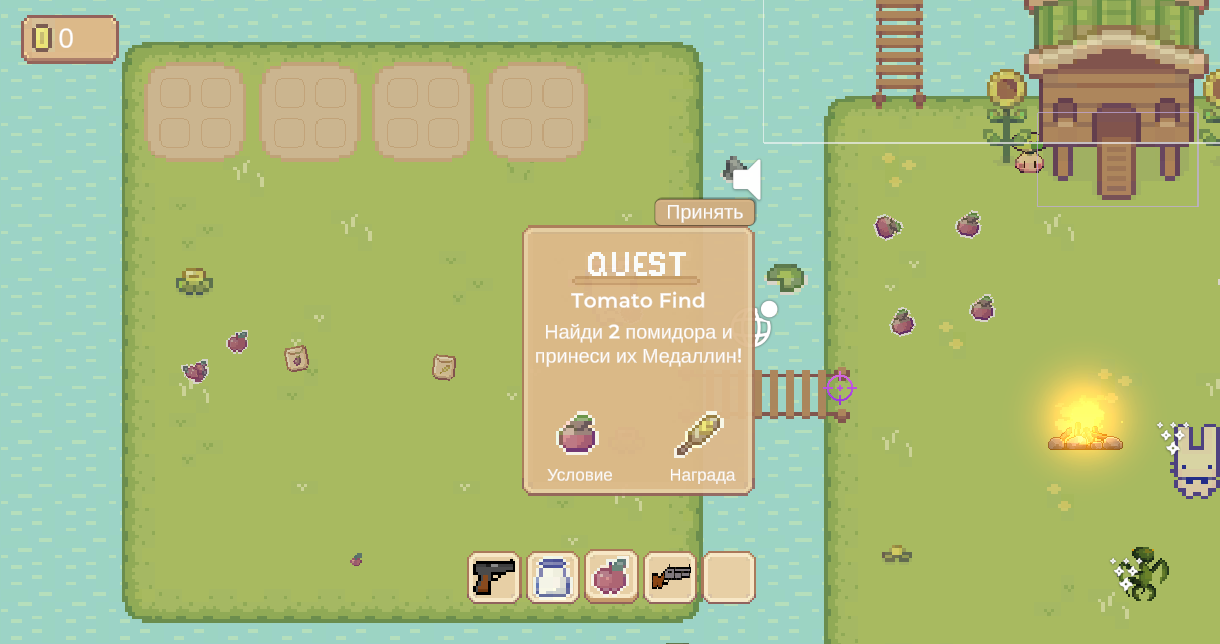 0
Принять
QUEST
Tomato Find
Найди 2 помидора и
принеси их Медаллин!
Условие
Награда